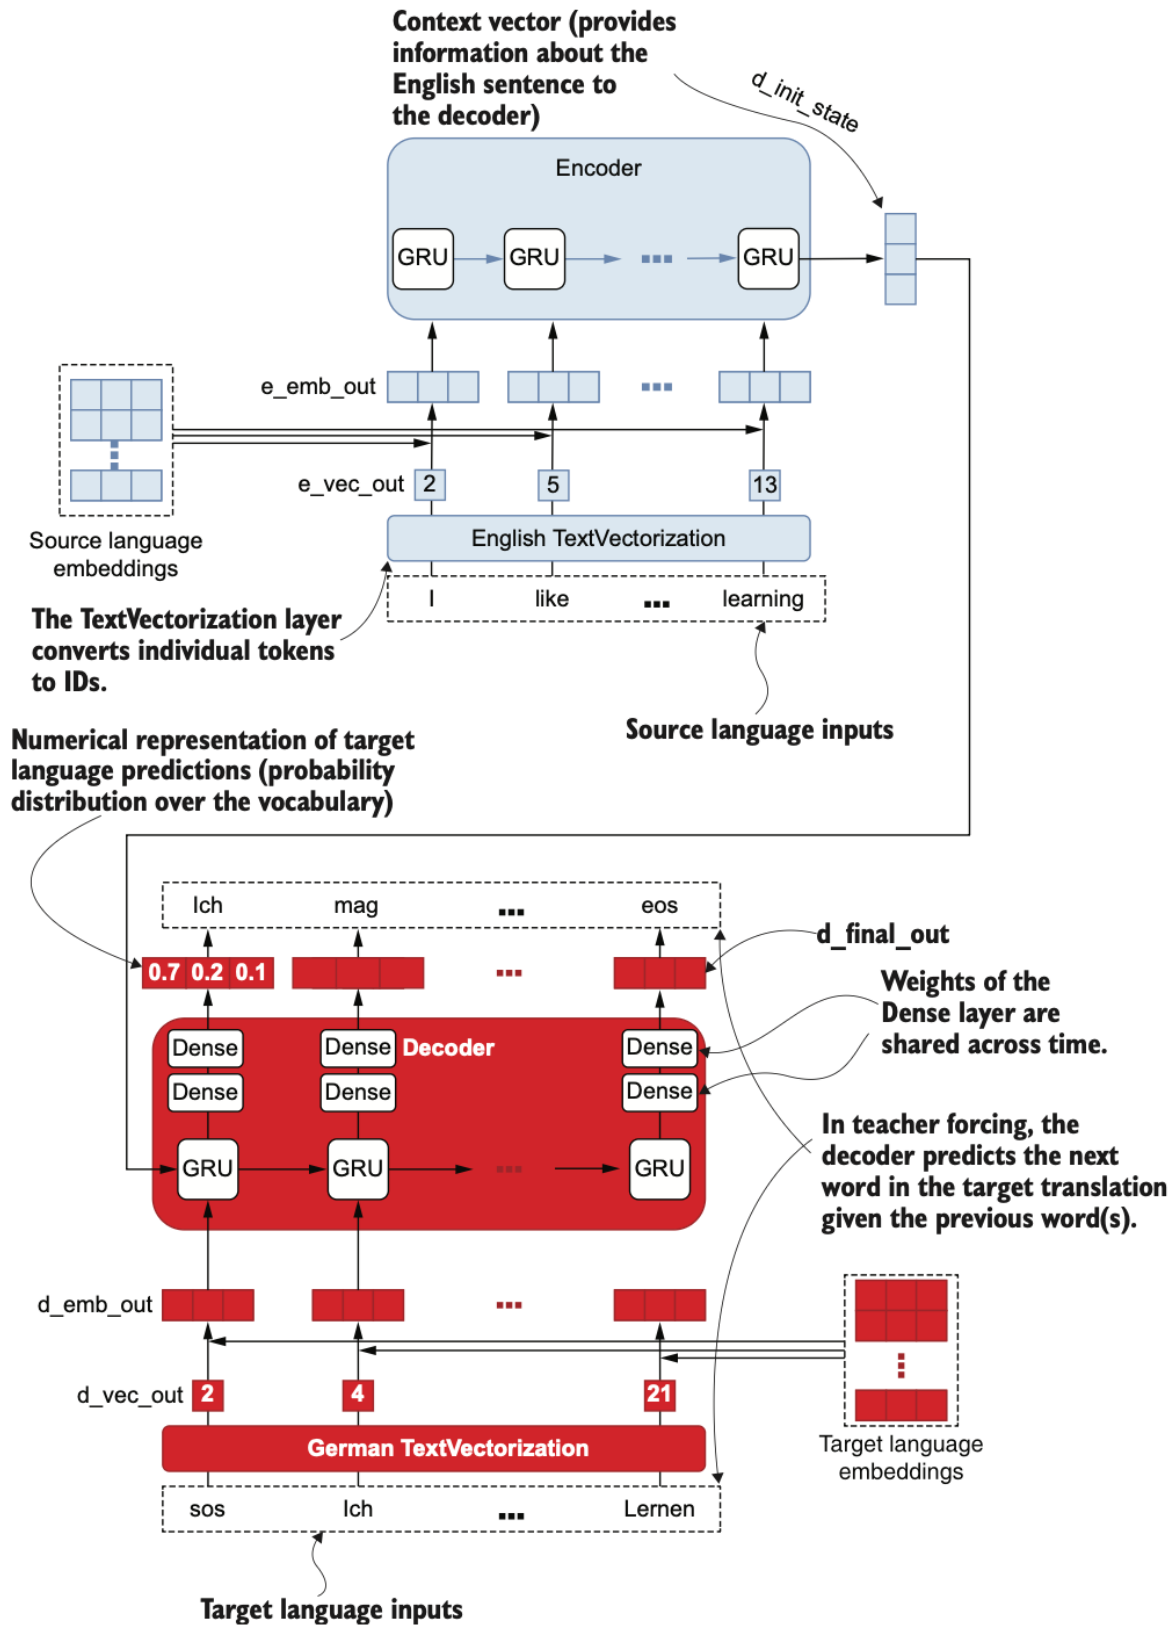 Context vector (provides
information about the
English sentence to
the decoder)
d_init_state
Encoder
GRU
GRU
GRU
e_emb_out
e_vec_out
2
5
13
Source language
embeddings
English TextVectorization
I
like
learning
The TextVectorization layer
converts individual tokens
to IDs.
Source language inputs
Numerical representation of target
language predictions (probability
distribution over the vocabulary)
Ich
mag
eos
d_final_out
0.7 0.2 0.1
Weights of the
Dense layer are
shared across time.
Dense
Dense
Decoder
Dense
Dense
Dense
Dense
GRU
GRU
GRU
In teacher forcing, the
decoder predicts the next
word in the target translation
given the previous word(s).
d_emb_out
d_vec_out
2
4
21
German TextVectorization
Target language
embeddings
sos
Ich
Lernen
Target language inputs